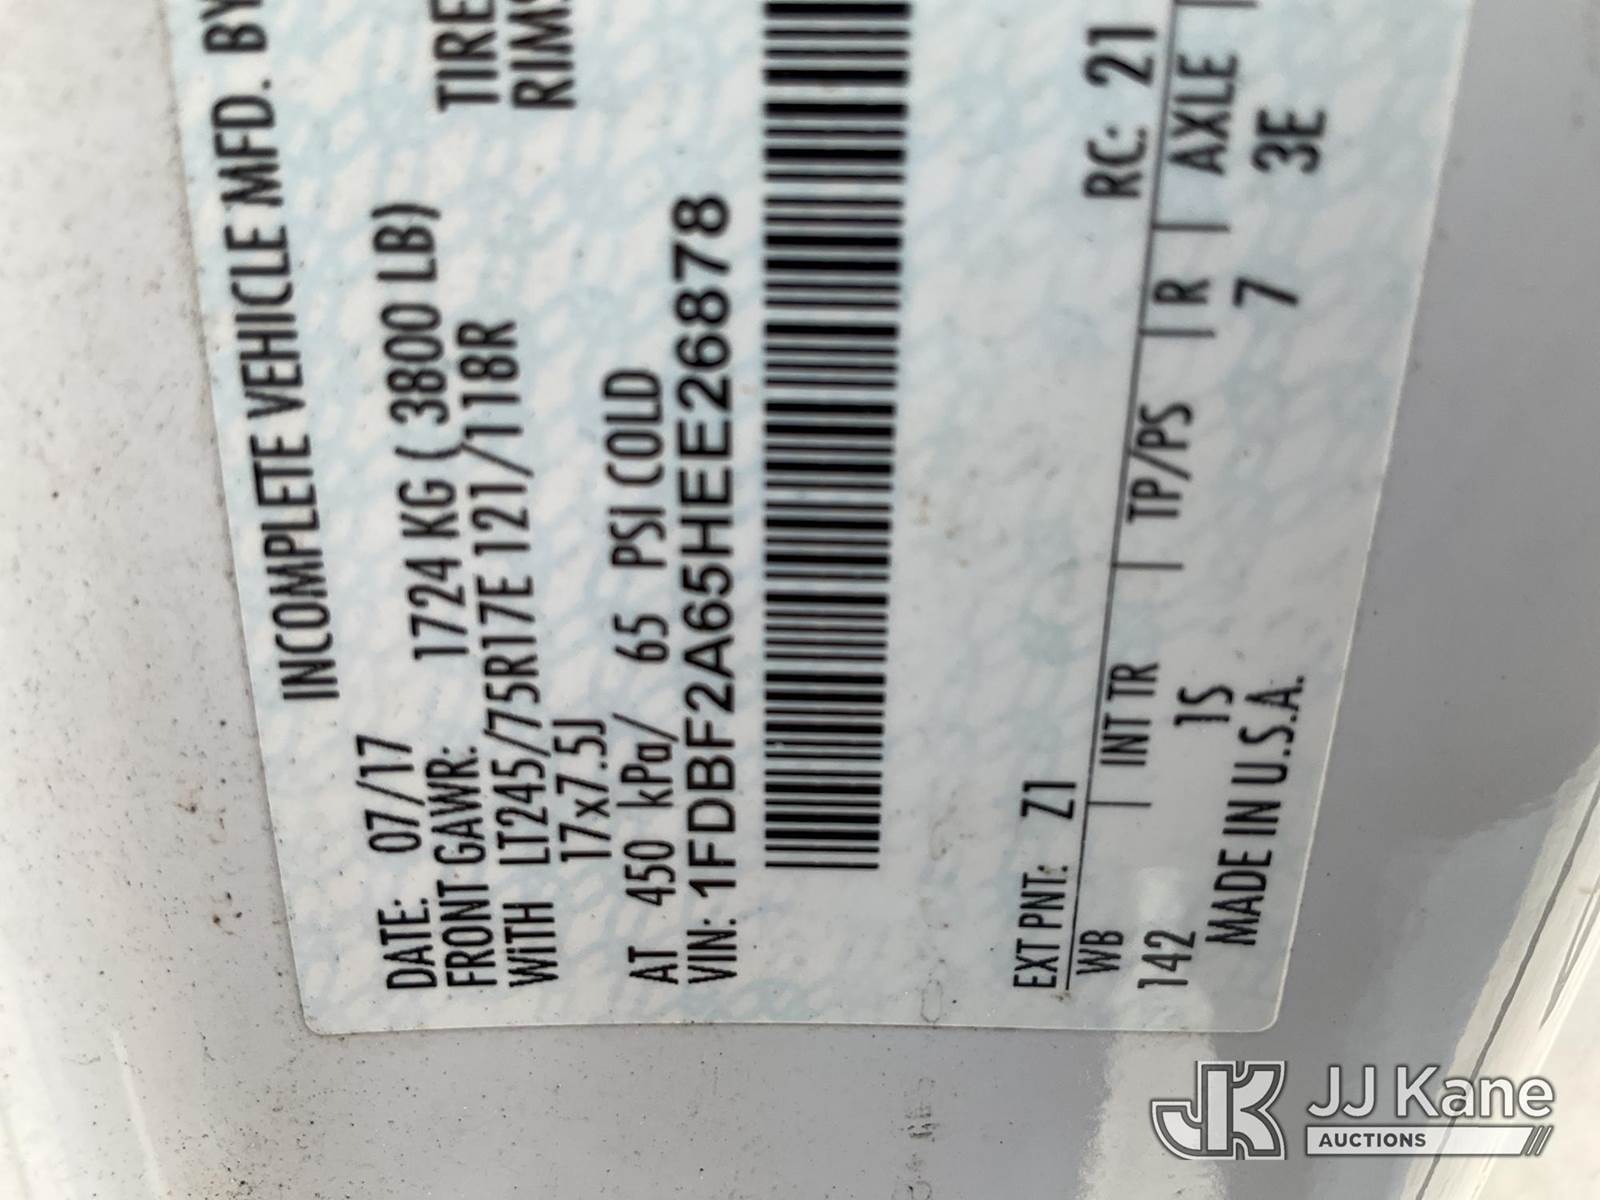 INCOMPLETE VEHICLE MFD. BY
DATE: 07/17
FRONT GAWR: 1724 KG ( 3800 LB)
TIRE
WITH LT245/75R17E 121/118R
RIMS
17x7.5J
AT 450 kPa/ 65 PSI COLD
VIN: 1FDBF2A65HEE26878
EXT PNT: Z1
RC: 21
WB | INT TR | TP/PS | R | AXLE |
142 1S 7 3E
MADE IN U.S.A.
JK JJ Kane
AUCTIONS